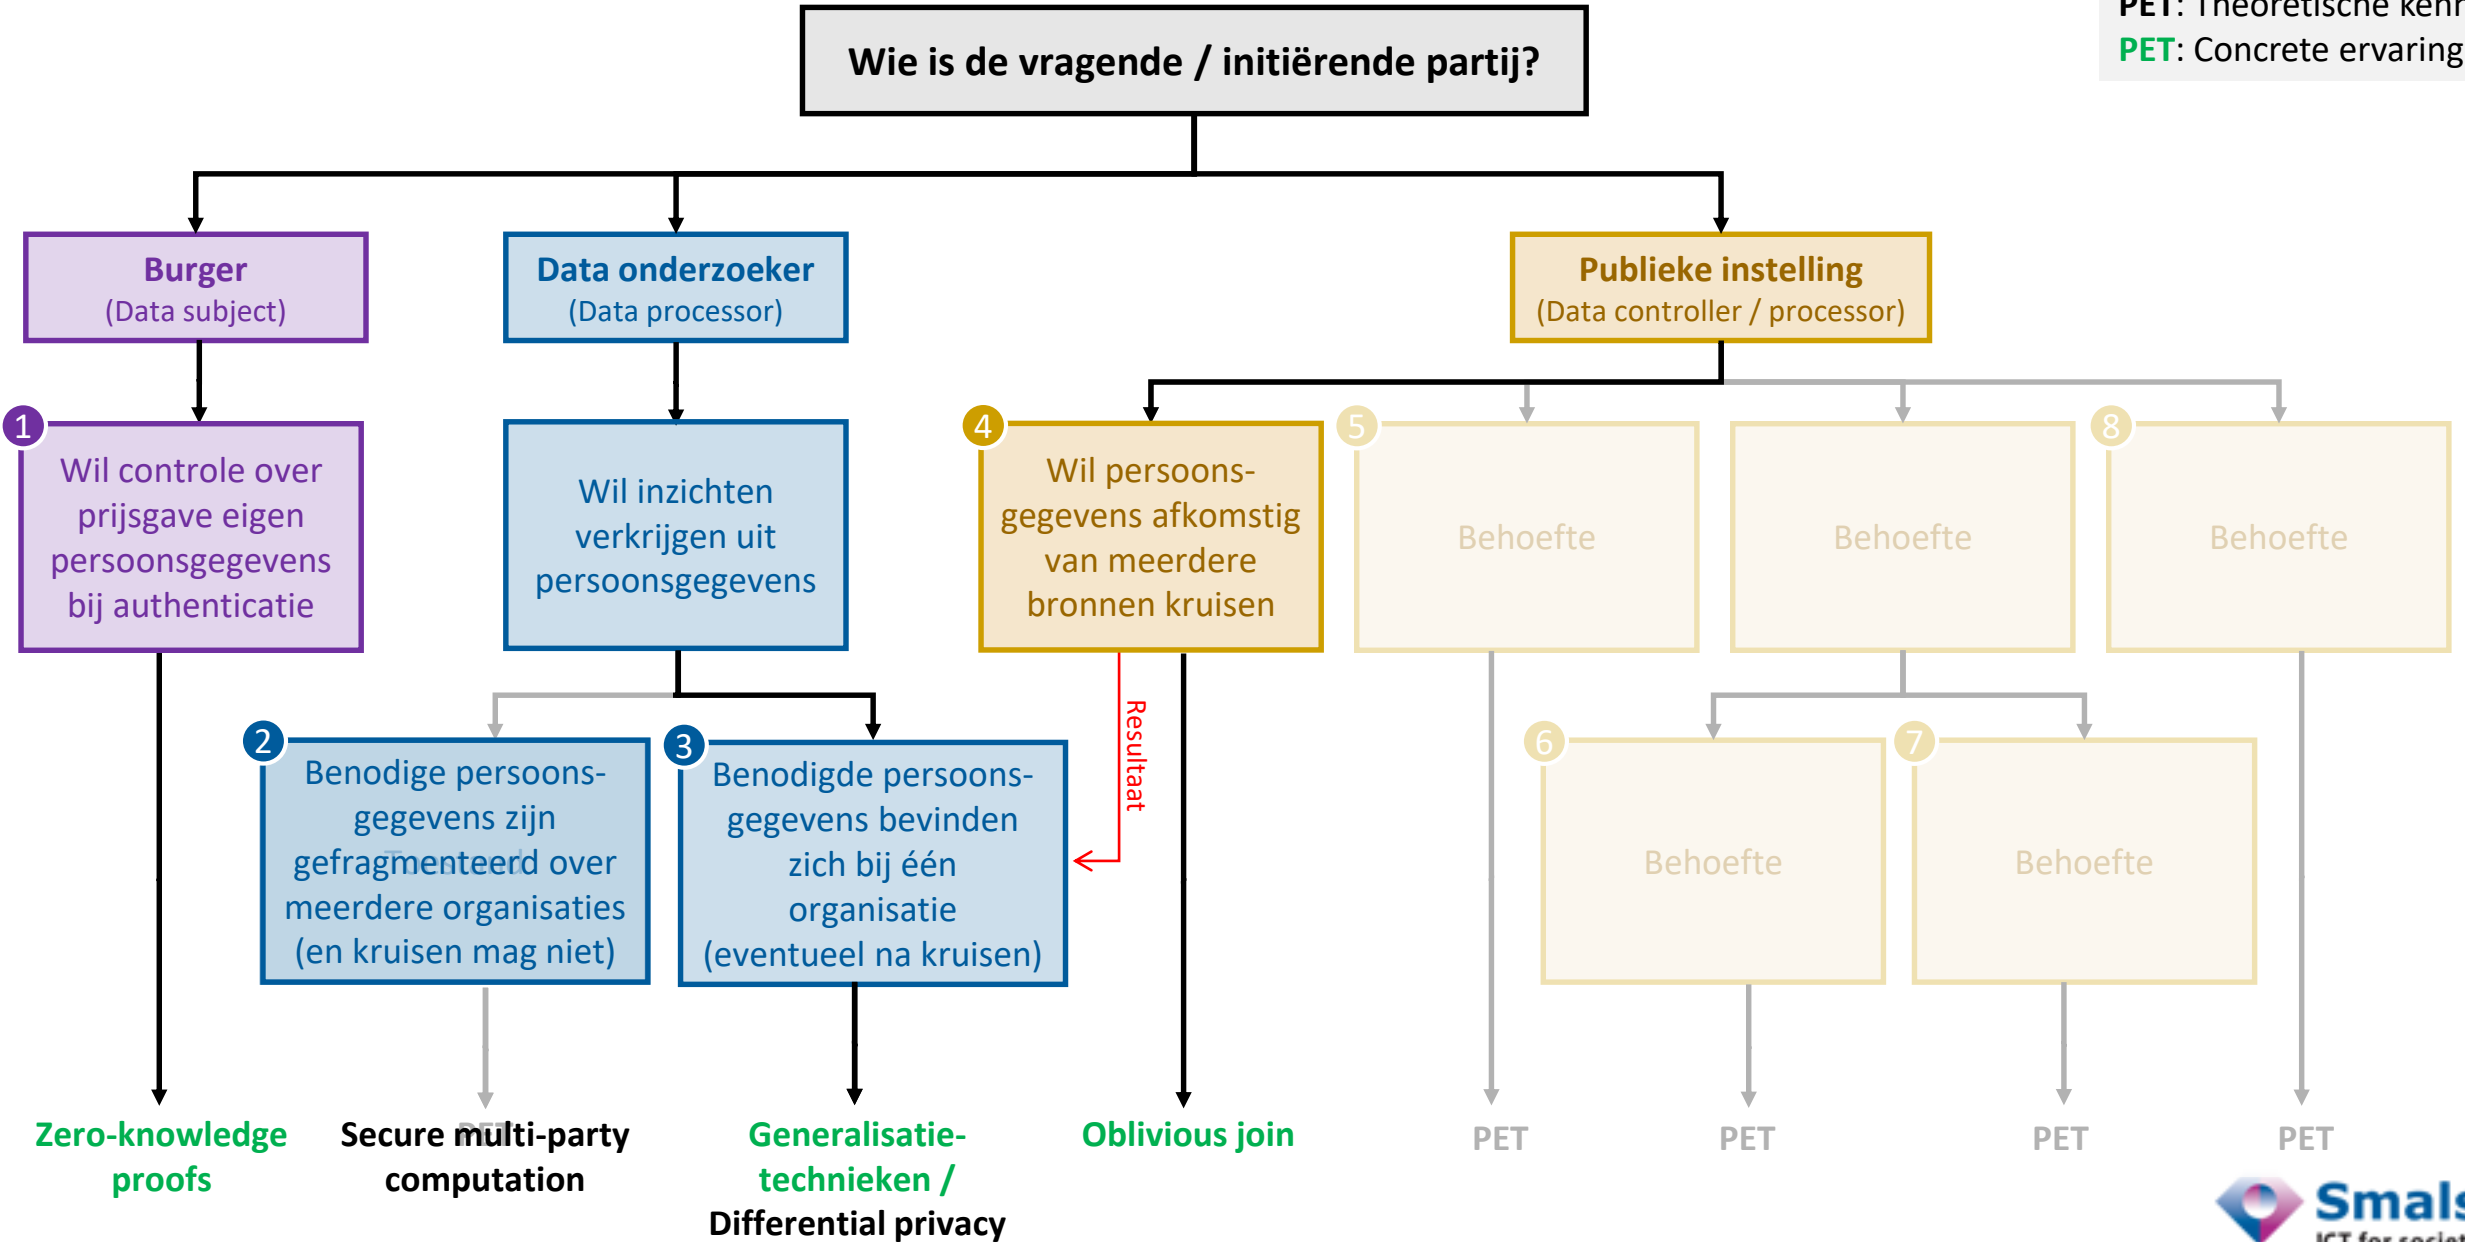 PET: Theoretische
PET: Concrete ervaring
Wie is de vragende / initiërende partij?
Burger
(Data subject)
Data onderzoeker
(Data processor)
Publieke instelling
(Data controller / processor)
1
Wil controle over
prijsgave eigen
persoonsgegevens
bij authenticatie
Wil inzichten
verkrijgen uit
persoonsgegevens
4
Wil persoons-
gegevens afkomstig
van meerdere
bronnen kruisen
5
Behoefte
Behoefte
8
Behoefte
Resultaat
2
Benodige persoons-
gegevens zijn
gefragmenteerd over
meerdere organisaties
(en kruisen mag niet)
Toestand
3
Benodigde persoons-
gegevens bevinden
zich bij één
organisatie
(eventueel na kruisen)
6
Behoefte
7
Behoefte
Zero-knowledge
proofs
Secure multi-party
computation
PET
Generalisatie-
technieken /
Differential privacy
Oblivious join
PET
PET
PET
PET
Smals
ICT for society